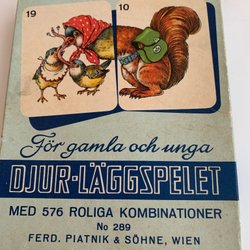 19 10
För gamla och unga
DJUR-LÄGGSPELET
MED 576 ROLIGA KOMBINATIONER
No 289
FERD. PIATNIK & SÖHNE, WIEN